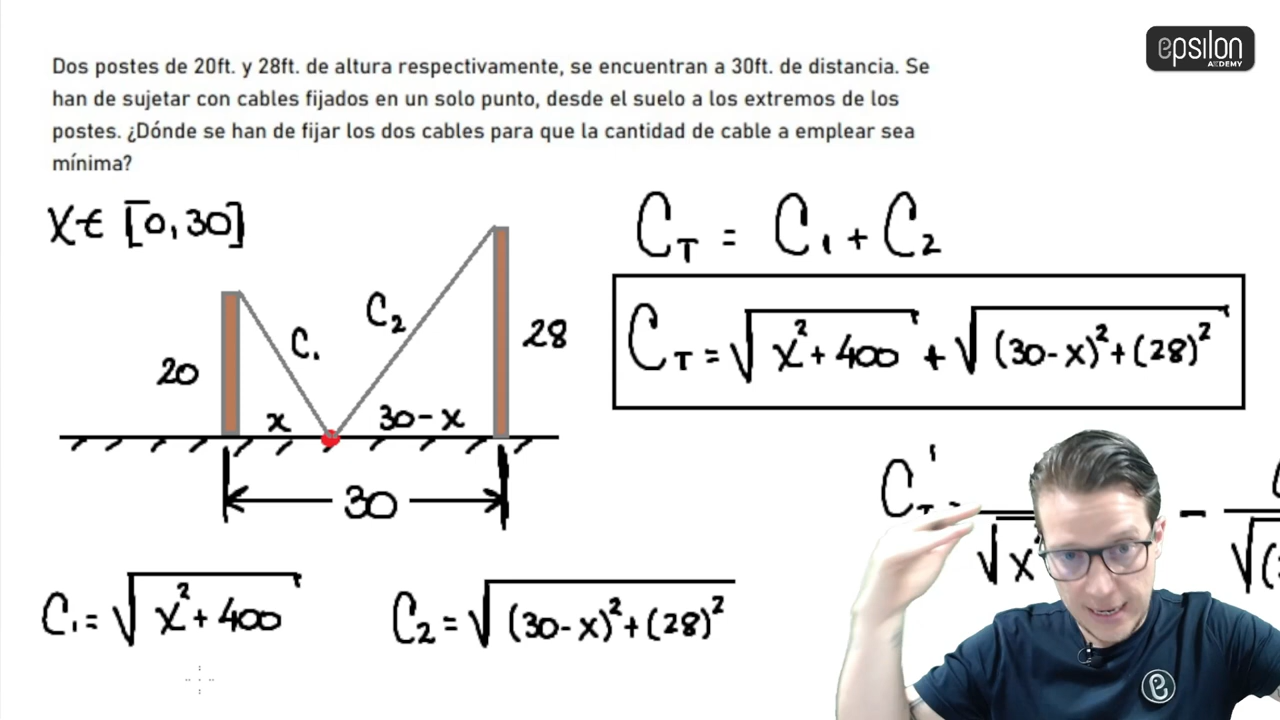 epsilon
ACADEMY
Dos postes de 20ft. y 28ft. de altura respectivamente, se encuentran a 30ft. de distancia. Se
han de sujetar con cables fijados en un solo punto, desde el suelo a los extremos de los
postes. ¿Dónde se han de fijar los dos cables para que la cantidad de cable a emplear sea
mínima?
X ∈ [0,30]
C_T = C_1 + C_2
C_T = √(x² + 400) + √((30-x)² + (28)²)
C_1
C_2
20
28
x
30-x
30
C_T' =
√x
-
√(
C_1 = √(x² + 400)
C_2 = √((30-x)² + (28)²)